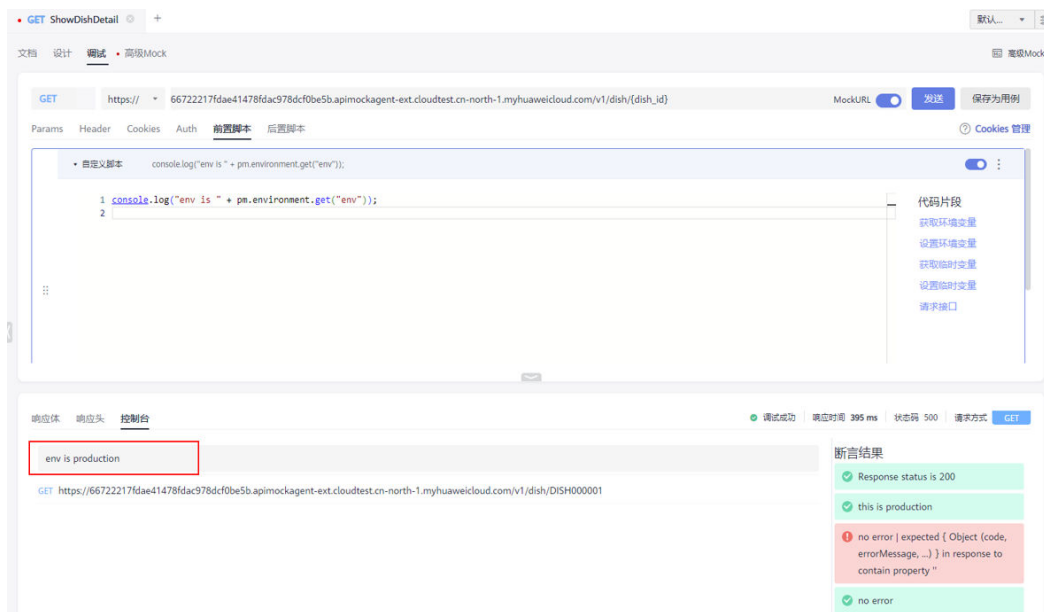 GET ShowDishDetail
默认...
文档 设计 调试 高级Mock
高级Mock
GET https:// 66722217fdae41478fdac978dcf0be5b.apimockagent-ext.cloudtest.cn-north-1.myhuaweicloud.com/v1/dish/{dish_id} MockURL 发送 保存为用例
Params Header Cookies Auth 前置脚本 后置脚本 Cookies 管理
自定义脚本 console.log("env is " + pm.environment.get("env"));
1 console.log("env is " + pm.environment.get("env"));
2
代码片段
获取环境变量
设置环境变量
获取临时变量
设置临时变量
请求接口
响应体 响应头 控制台 调试成功 响应时间 395 ms 状态码 500 请求方式 GET
env is production
GET https://66722217fdae41478fdac978dcf0be5b.apimockagent-ext.cloudtest.cn-north-1.myhuaweicloud.com/v1/dish/DISH000001
断言结果
Response status is 200
this is production
no error | expected { Object (code,
errorMessage, ...) } in response to
contain property ''
no error